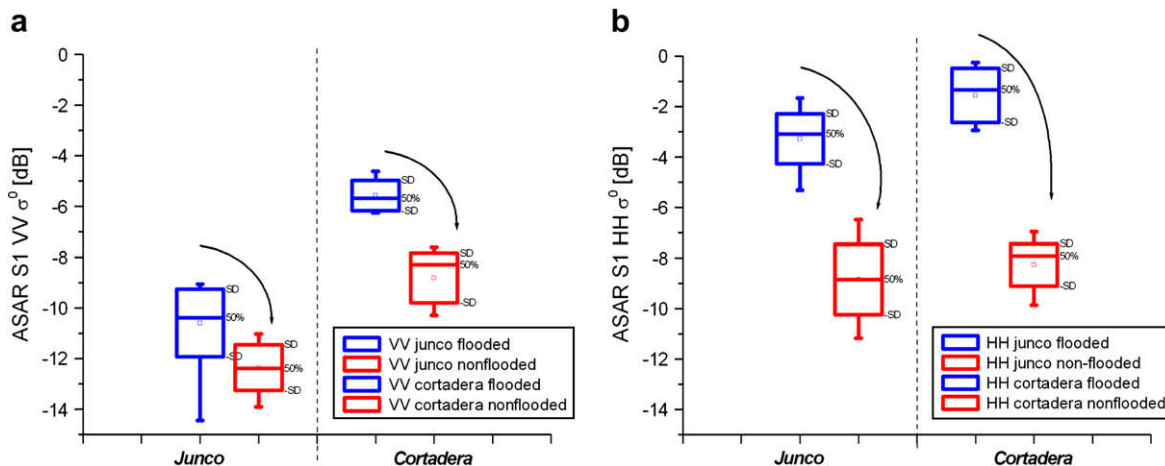 a
ASAR S1 VV σ⁰ [dB]
0
-2
-4
-6
-8
-10
-12
-14
SD
50%
-SD
SD
50%
-SD
SD
50%
-SD
SD
50%
-SD
VV junco flooded
VV junco nonflooded
VV cortadera flooded
VV cortadera nonflooded
Junco
Cortadera
b
ASAR S1 HH σ⁰ [dB]
0
-2
-4
-6
-8
-10
-12
-14
SD
50%
-SD
SD
50%
-SD
SD
50%
-SD
SD
50%
-SD
HH junco flooded
HH junco non-flooded
HH cortadera flooded
HH cortadera nonflooded
Junco
Cortadera